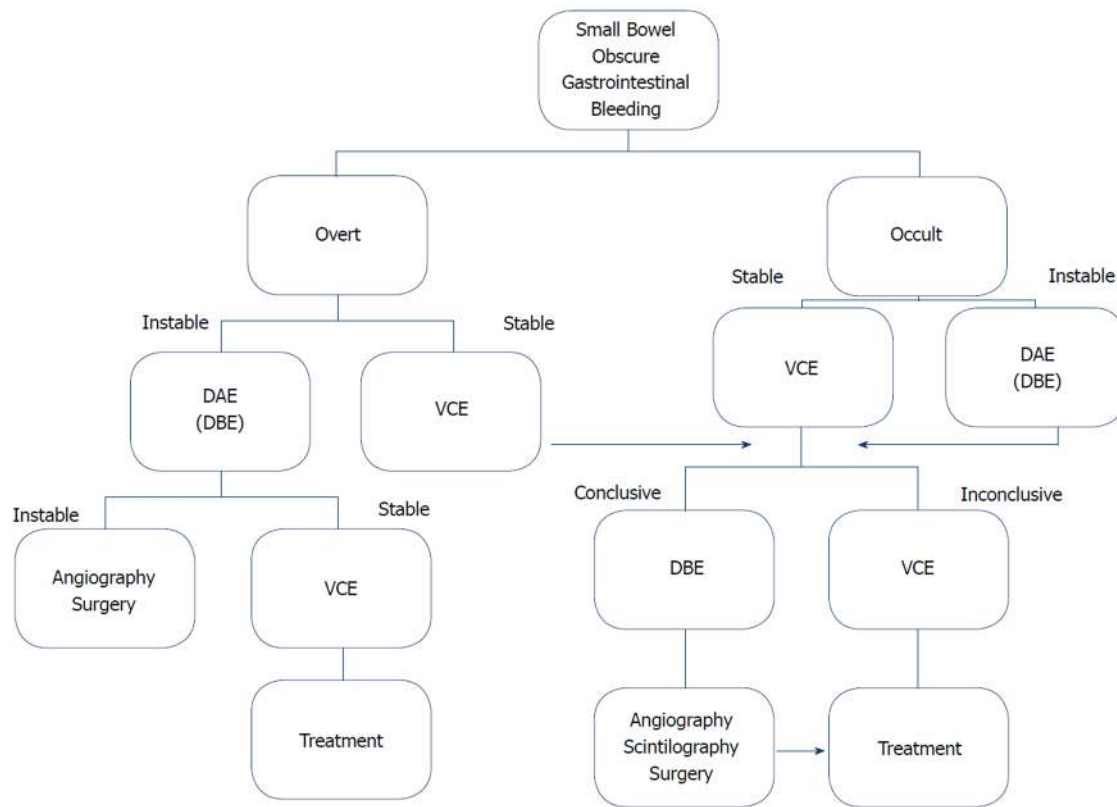 Small Bowel
Obscure
Gastrointestinal
Bleeding
Overt
Occult
Instable
Stable
Stable
Instable
DAE
(DBE)
VCE
VCE
DAE
(DBE)
Instable
Stable
Conclusive
Inconclusive
Angiography
Surgery
VCE
DBE
VCE
Treatment
Angiography
Scintilography
Surgery
Treatment